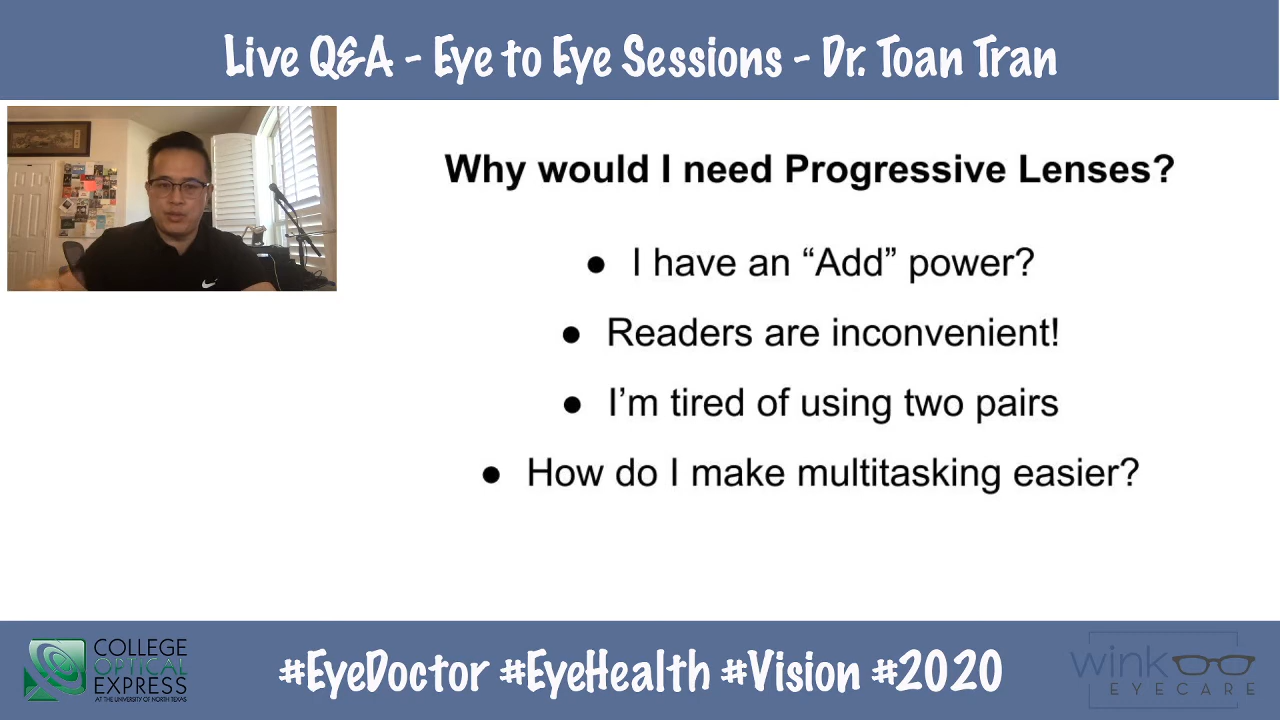 Live Q&A - Eye to Eye Sessions - Dr. Toan Tran
Why would I need Progressive Lenses?
● I have an “Add” power?
● Readers are inconvenient!
● I’m tired of using two pairs
● How do I make multitasking easier?
COLLEGE
OPTICAL
EXPRESS
AT THE UNIVERSITY OF NORTH TEXAS
#EyeDoctor #EyeHealth #Vision #2020
wink
EYECARE